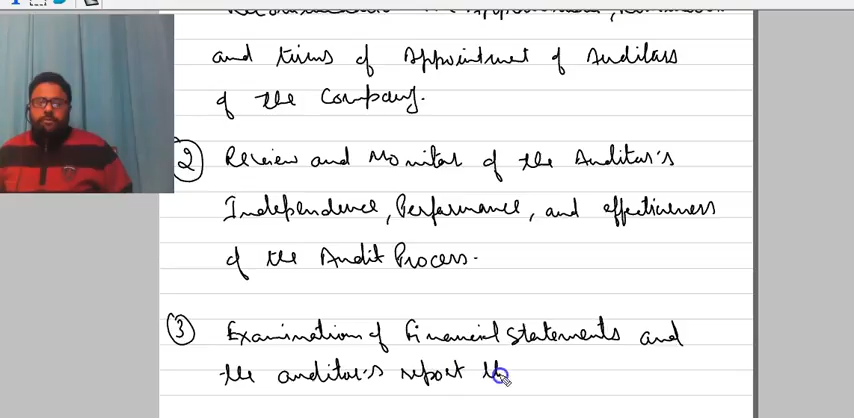 and terms of Appointment of Auditors
of the Company.
② Review and Monitor of the Auditor's
Independence, Performance, and effectiveness
of the Audit Process.
③ Examination of Financial Statements and
the auditor's report th